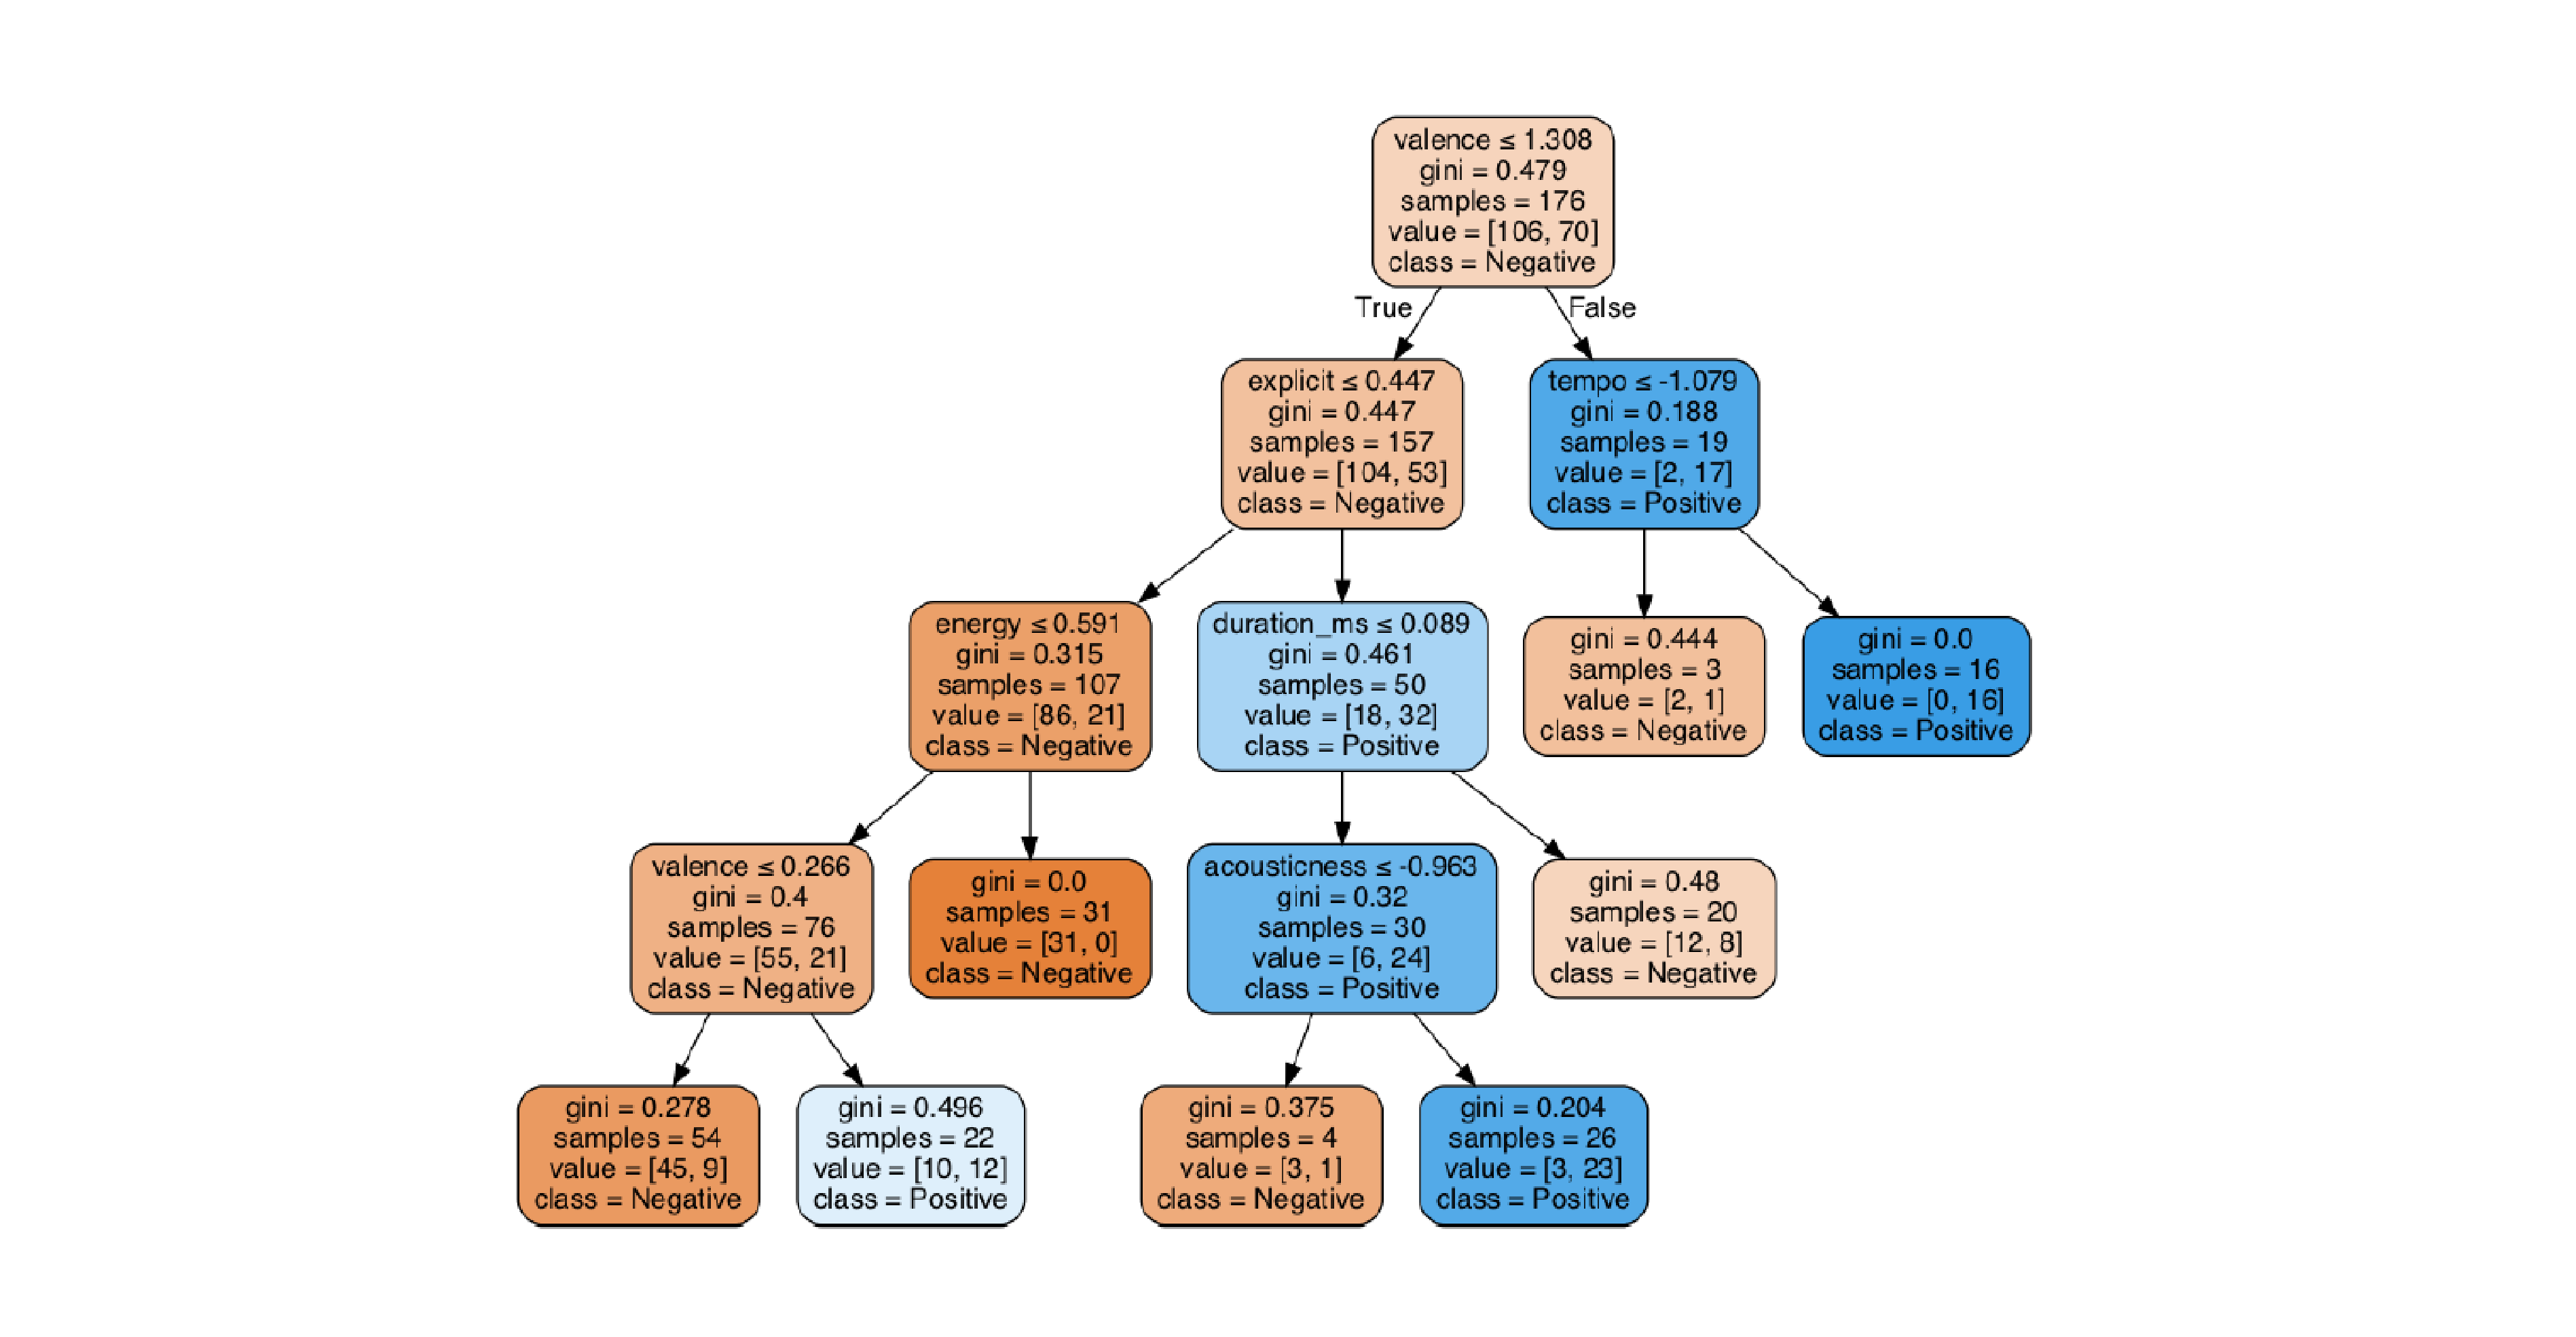 valence ≤ 1.308
gini = 0.479
samples = 176
value = [106, 70]
class = Negative
True
False
explicit ≤ 0.447
gini = 0.447
samples = 157
value = [104, 53]
class = Negative
tempo ≤ -1.079
gini = 0.188
samples = 19
value = [2, 17]
class = Positive
energy ≤ 0.591
gini = 0.315
samples = 107
value = [86, 21]
class = Negative
duration_ms ≤ 0.089
gini = 0.461
samples = 50
value = [18, 32]
class = Positive
gini = 0.444
samples = 3
value = [2, 1]
class = Negative
gini = 0.0
samples = 16
value = [0, 16]
class = Positive
valence ≤ 0.266
gini = 0.4
samples = 76
value = [55, 21]
class = Negative
gini = 0.0
samples = 31
value = [31, 0]
class = Negative
acousticness ≤ -0.963
gini = 0.32
samples = 30
value = [6, 24]
class = Positive
gini = 0.48
samples = 20
value = [12, 8]
class = Negative
gini = 0.278
samples = 54
value = [45, 9]
class = Negative
gini = 0.496
samples = 22
value = [10, 12]
class = Positive
gini = 0.375
samples = 4
value = [3, 1]
class = Negative
gini = 0.204
samples = 26
value = [3, 23]
class = Positive